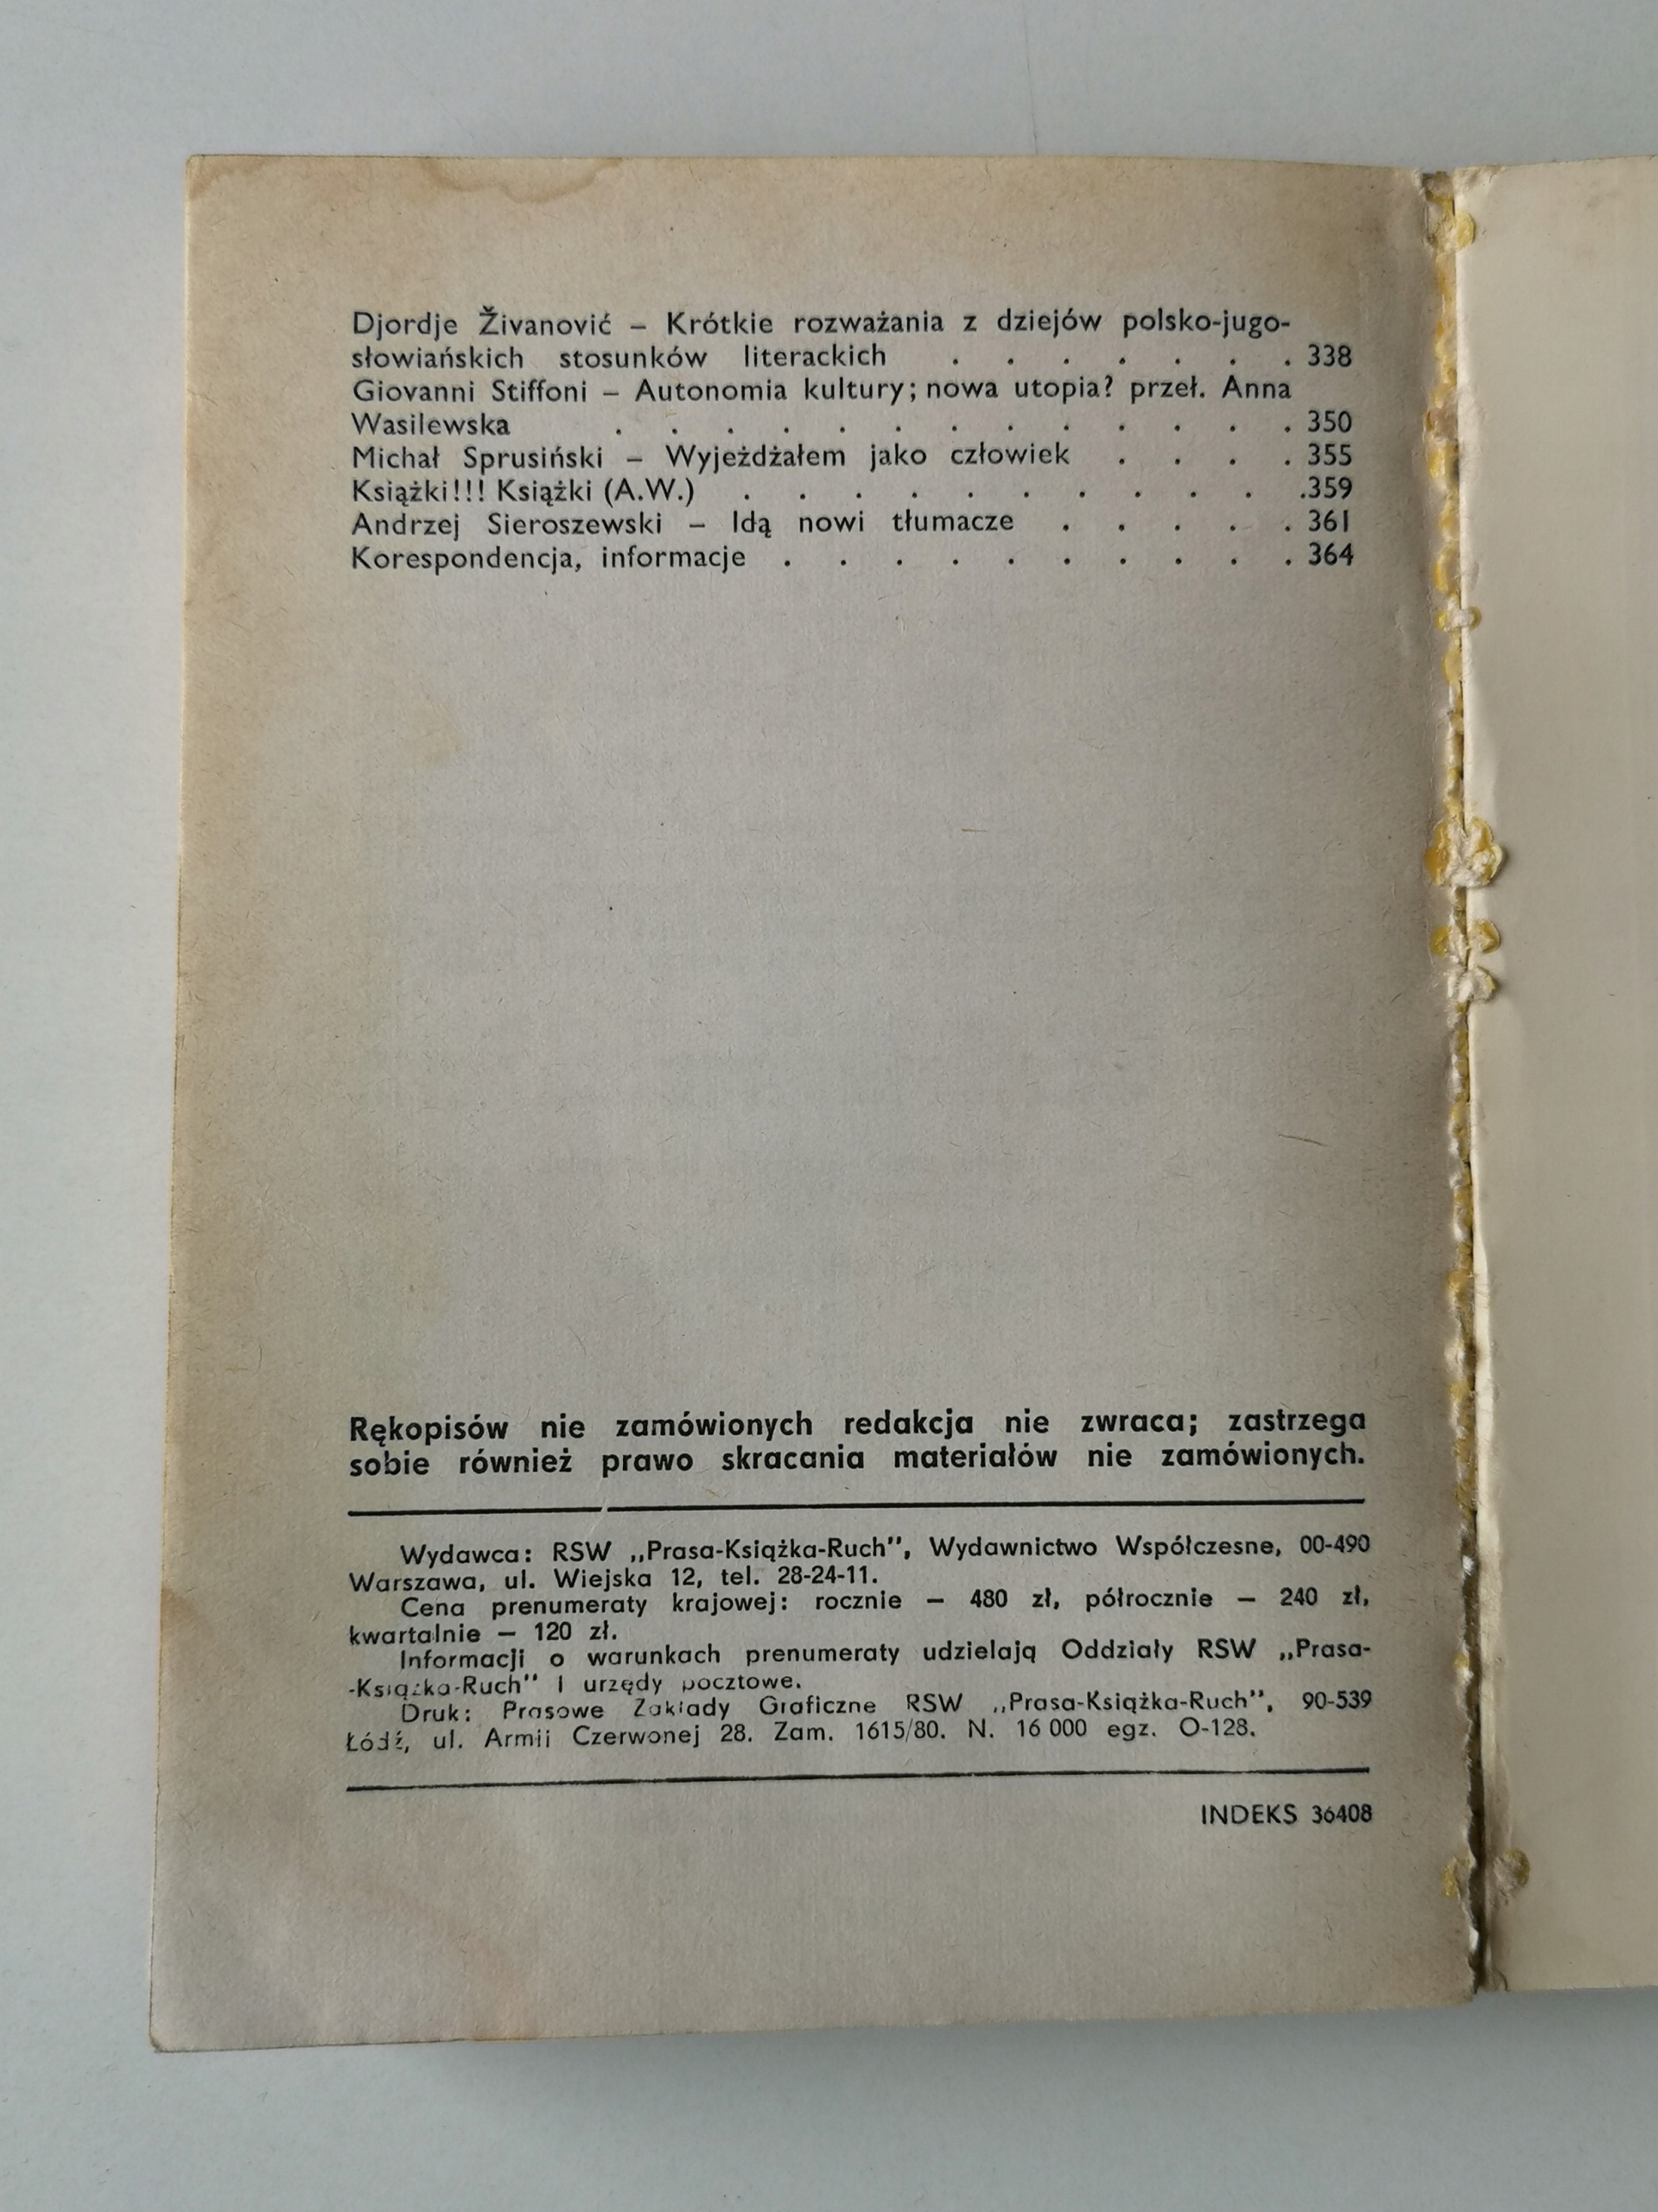 Djordje Živanović – Krótkie rozważania z dziejów polsko-jugo-
słowiańskich stosunków literackich . . . . . . . 338
Giovanni Stiffoni – Autonomia kultury; nowa utopia? przeł. Anna
Wasilewska . . . . . . . . . . . . . 350
Michał Sprusiński – Wyjeżdżałem jako człowiek . . . . 355
Książki!!! Książki (A.W.) . . . . . . . . . . .359
Andrzej Sieroszewski – Idą nowi tłumacze . . . . . 361
Korespondencja, informacje . . . . . . . . . . 364
Rękopisów nie zamówionych redakcja nie zwraca; zastrzega
sobie również prawo skracania materiałów nie zamówionych.
Wydawca: RSW „Prasa-Książka-Ruch”, Wydawnictwo Współczesne, 00-490
Warszawa, ul. Wiejska 12, tel. 28-24-11.
Cena prenumeraty krajowej: rocznie — 480 zł, półrocznie — 240 zł,
kwartalnie — 120 zł.
Informacji o warunkach prenumeraty udzielają Oddziały RSW „Prasa-
-Książka-Ruch” i urzędy pocztowe.
Druk: Prasowe Zakłady Graficzne RSW „Prasa-Książka-Ruch”, 90-539
Łódź, ul. Armii Czerwonej 28. Zam. 1615/80. N. 16 000 egz. O-128.
INDEKS 36408